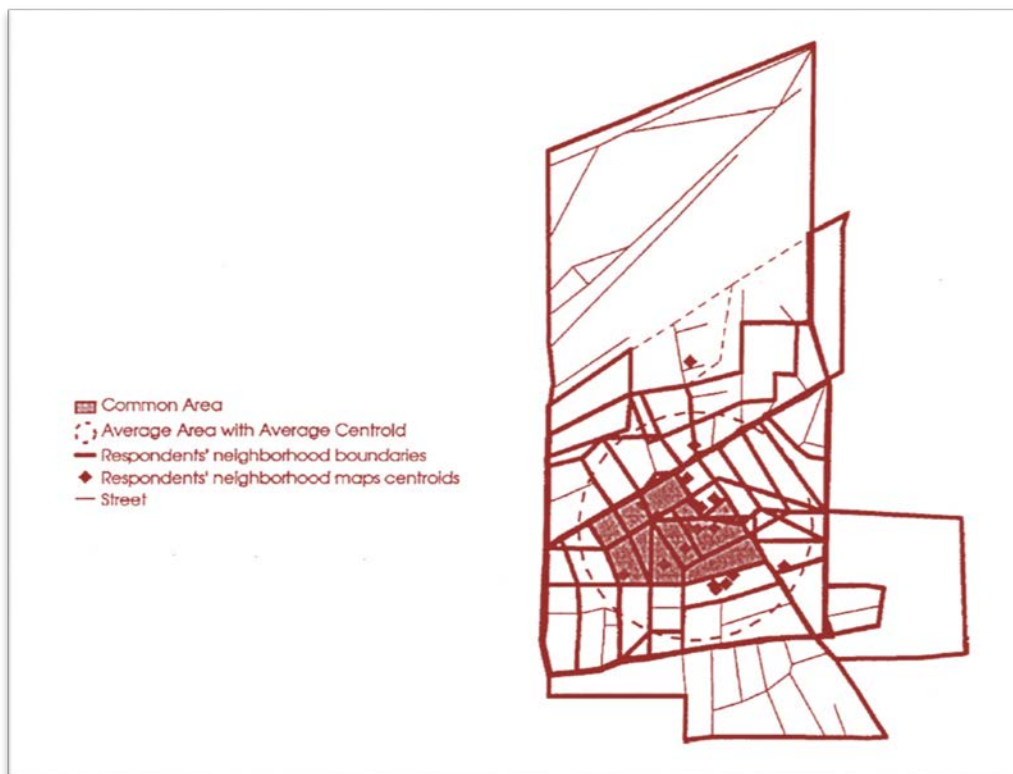 Common Area
Average Area with Average Centroid
Respondents' neighborhood boundaries
Respondents' neighborhood maps centroids
Street